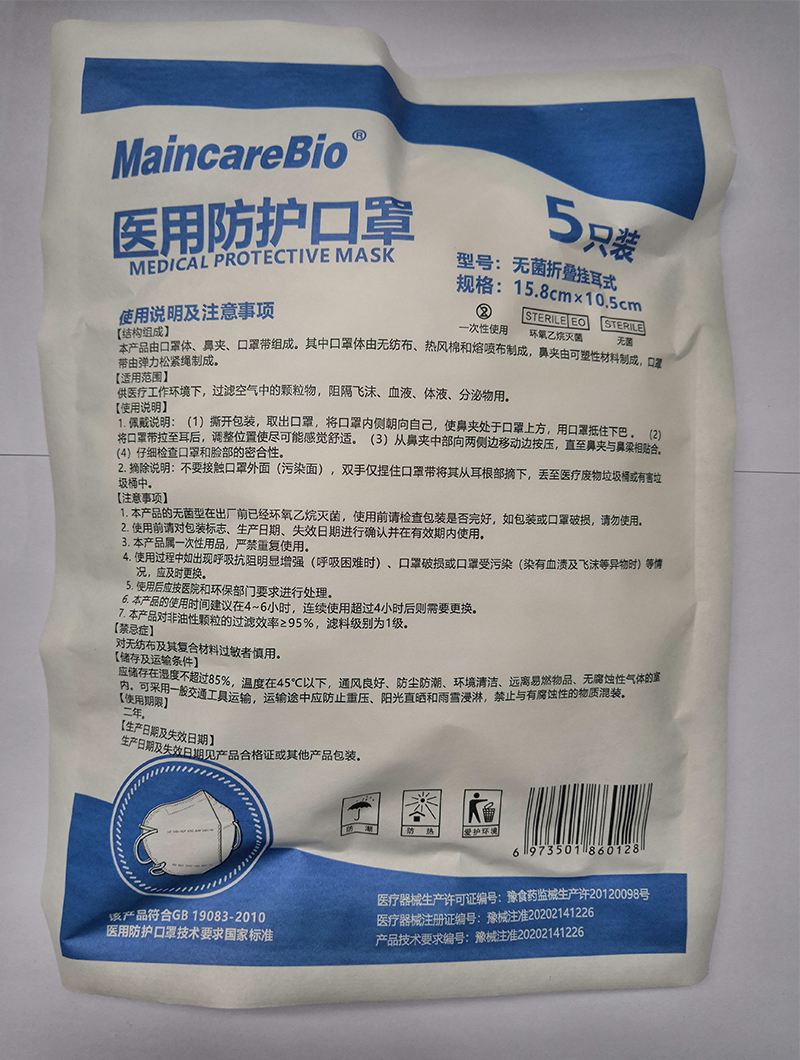 MaincareBio®
医用防护口罩
MEDICAL PROTECTIVE MASK
5只装
型号：无菌折叠挂耳式
规格：15.8cm×10.5cm
STERILE EO
STERILE
一次性使用
环氧乙烷灭菌
无菌
使用说明及注意事项
【结构组成】
本产品由口罩体、鼻夹、口罩带组成。其中口罩体由无纺布、热风棉和熔喷布制成，鼻夹由可塑性材料制成，口罩
带由弹力松紧绳制成。
【适用范围】
供医疗工作环境下，过滤空气中的颗粒物，阻隔飞沫、血液、体液、分泌物用。
【使用说明】
1. 佩戴说明：（1）撕开包装，取出口罩，将口罩内侧朝向自己，使鼻夹处于口罩上方，用口罩抵住下巴 。（2）
将口罩带拉至耳后，调整位置使尽可能感觉舒适。（3）从鼻夹中部向两侧边移动边按压，直至鼻夹与鼻梁相贴合。
（4）仔细检查口罩和脸部的密合性。
2. 摘除说明：不要接触口罩外面（污染面），双手仅捏住口罩带将其从耳根部摘下，丢至医疗废物垃圾桶或有害垃
圾桶中。
【注意事项】
1. 本产品的无菌型在出厂前已经环氧乙烷灭菌，使用前请检查包装是否完好，如包装或口罩破损，请勿使用。
2. 使用前请对包装标志、生产日期、失效日期进行确认并在有效期内使用。
3. 本产品属一次性用品，严禁重复使用。
4. 使用过程中如出现呼吸抗阻明显增强（呼吸困难时）、口罩破损或口罩受污染（染有血渍及飞沫等异物时）等情
况，应及时更换。
5. 使用后应按医院和环保部门要求进行处理。
6. 本产品的使用时间建议在4~6小时，连续使用超过4小时后则需要更换。
7. 本产品对非油性颗粒的过滤效率≥95%，滤料级别为1级。
【禁忌症】
对无纺布及其复合材料过敏者慎用。
【储存及运输条件】
应储存在湿度不超过85%，温度在45℃以下，通风良好、防尘防潮、环境清洁、远离易燃物品、无腐蚀性气体的室
内。可采用一般交通工具运输，运输途中应防止重压、阳光直晒和雨雪浸淋，禁止与有腐蚀性的物质混装。
【使用期限】
二年。
【生产日期及失效日期】
生产日期及失效日期见产品合格证或其他产品包装。
防 潮
防 热
爱护环境
6 973501 860128
该产品符合GB 19083-2010
医用防护口罩技术要求国家标准
医疗器械生产许可证编号：豫食药监械生产许20120098号
医疗器械注册证编号：豫械注准20202141226
产品技术要求编号：豫械注准20202141226